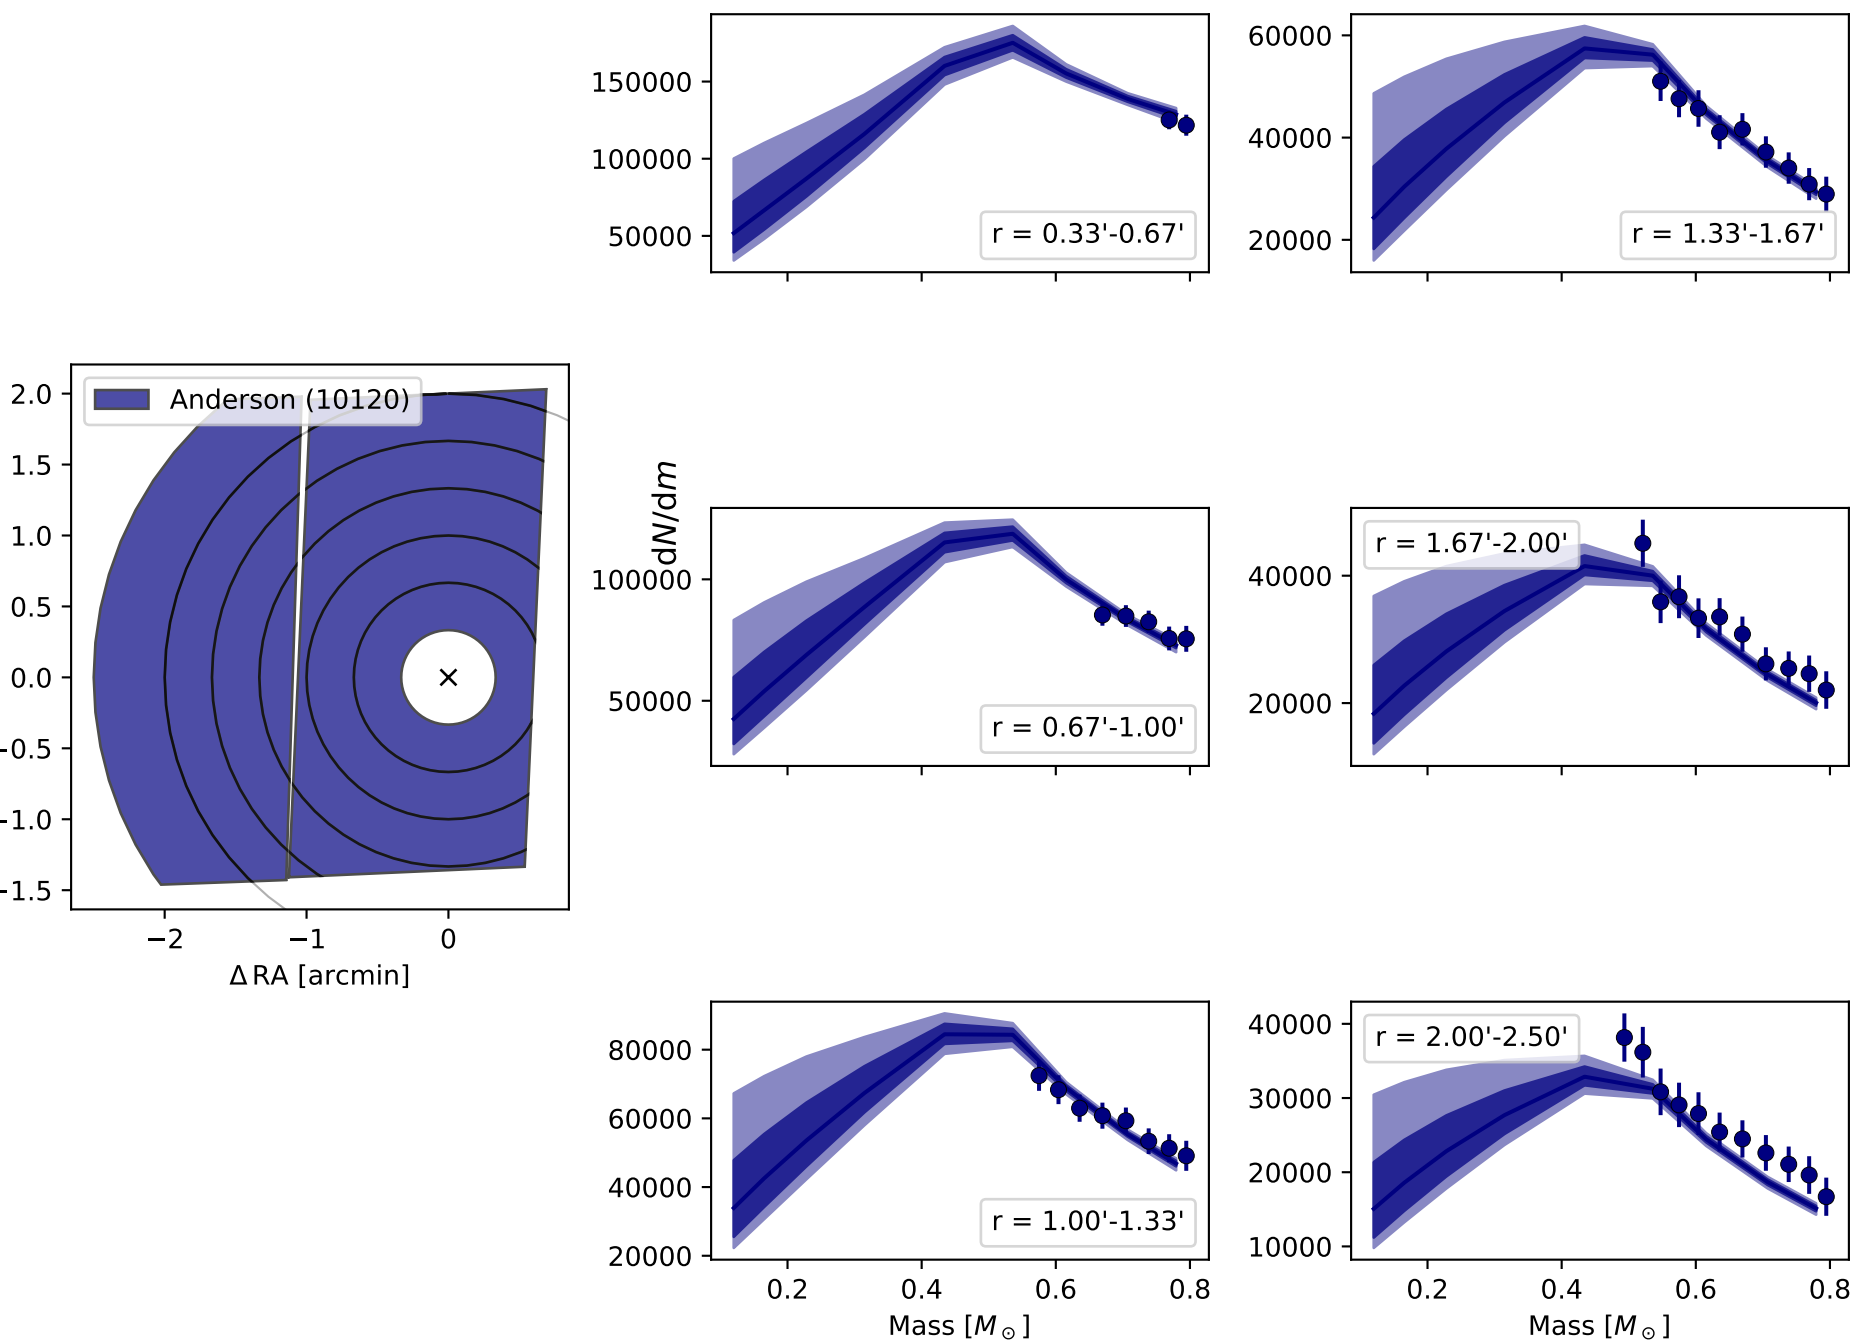 Anderson (10120)
2.0
1.5
1.0
0.5
0.0
−0.5
−1.0
−1.5
−2 −1 0
Δ RA [arcmin]
dN/dm
150000
100000
50000
r = 0.33'-0.67'
60000
40000
20000
r = 1.33'-1.67'
100000
50000
r = 0.67'-1.00'
40000
20000
r = 1.67'-2.00'
80000
60000
40000
20000
r = 1.00'-1.33'
0.2 0.4 0.6 0.8
Mass [M⊙]
40000
30000
20000
10000
r = 2.00'-2.50'
0.2 0.4 0.6 0.8
Mass [M⊙]